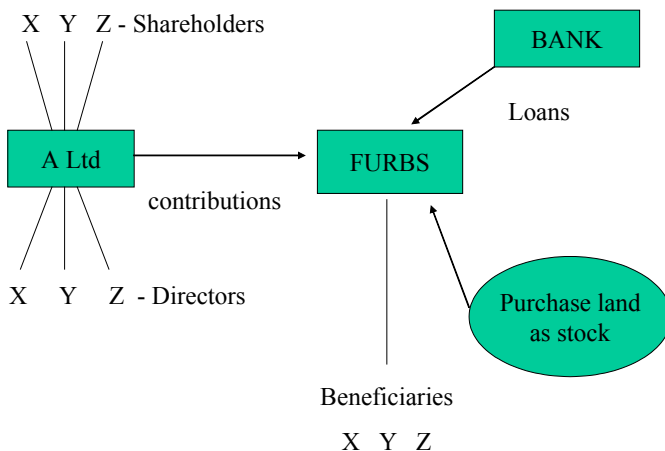 X Y Z - Shareholders
BANK
Loans
A Ltd
FURBS
contributions
X Y Z - Directors
Purchase land
as stock
Beneficiaries
X Y Z